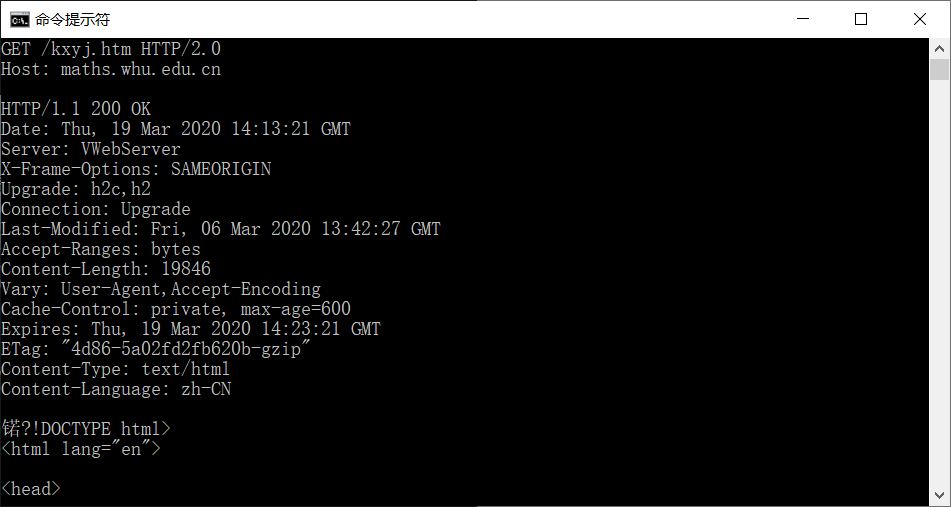 命令提示符
GET /kxyj.htm HTTP/2.0
Host: maths.whu.edu.cn
HTTP/1.1 200 OK
Date: Thu, 19 Mar 2020 14:13:21 GMT
Server: VWebServer
X-Frame-Options: SAMEORIGIN
Upgrade: h2c,h2
Connection: Upgrade
Last-Modified: Fri, 06 Mar 2020 13:42:27 GMT
Accept-Ranges: bytes
Content-Length: 19846
Vary: User-Agent,Accept-Encoding
Cache-Control: private, max-age=600
Expires: Thu, 19 Mar 2020 14:23:21 GMT
ETag: "4d86-5a02fd2fb620b-gzip"
Content-Type: text/html
Content-Language: zh-CN
锘?!DOCTYPE html>
<html lang="en">
<head>